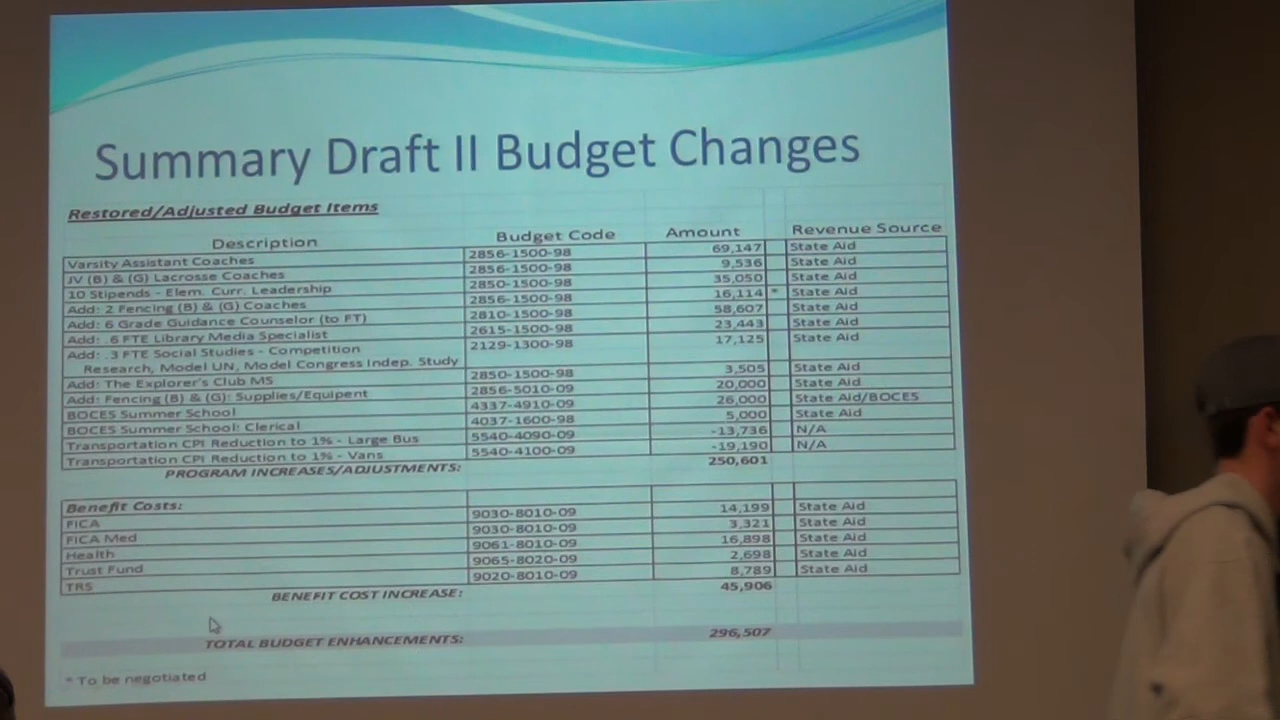 Summary Draft II Budget Changes
Restored/Adjusted Budget Items
Description Budget Code Amount Revenue Source
Varsity Assistant Coaches 2856-1500-98 69,147 State Aid
JV (B) & (G) Lacrosse Coaches 2856-1500-98 9,536 State Aid
10 Stipends - Elem. Curr. Leadership 2850-1500-98 35,050 State Aid
Add: 2 Fencing (B) & (G) Coaches 2856-1500-98 16,114 * State Aid
Add: 6 Grade Guidance Counselor (to FT) 2810-1500-98 58,607 State Aid
Add: .6 FTE Library Media Specialist 2615-1500-98 23,443 State Aid
Add: .3 FTE Social Studies - Competition 2129-1300-98 17,125 State Aid
Research, Model UN, Model Congress Indep. Study
Add: The Explorer's Club MS 2850-1500-98 3,505 State Aid
Add: Fencing (B) & (G): Supplies/Equipent 2856-5010-09 20,000 State Aid
BOCES Summer School 4337-4910-09 26,000 State Aid/BOCES
BOCES Summer School: Clerical 4037-1600-98 5,000 State Aid
Transportation CPI Reduction to 1% - Large Bus 5540-4090-09 -13,736 N/A
Transportation CPI Reduction to 1% - Vans 5540-4100-09 -19,190 N/A
PROGRAM INCREASES/ADJUSTMENTS: 250,601
Benefit Costs:
FICA 9030-8010-09 14,199 State Aid
FICA Med 9030-8010-09 3,321 State Aid
Health 9061-8010-09 16,898 State Aid
Trust Fund 9065-8020-09 2,698 State Aid
TRS 9020-8010-09 8,789 State Aid
BENEFIT COST INCREASE: 45,906
TOTAL BUDGET ENHANCEMENTS: 296,507
* To be negotiated